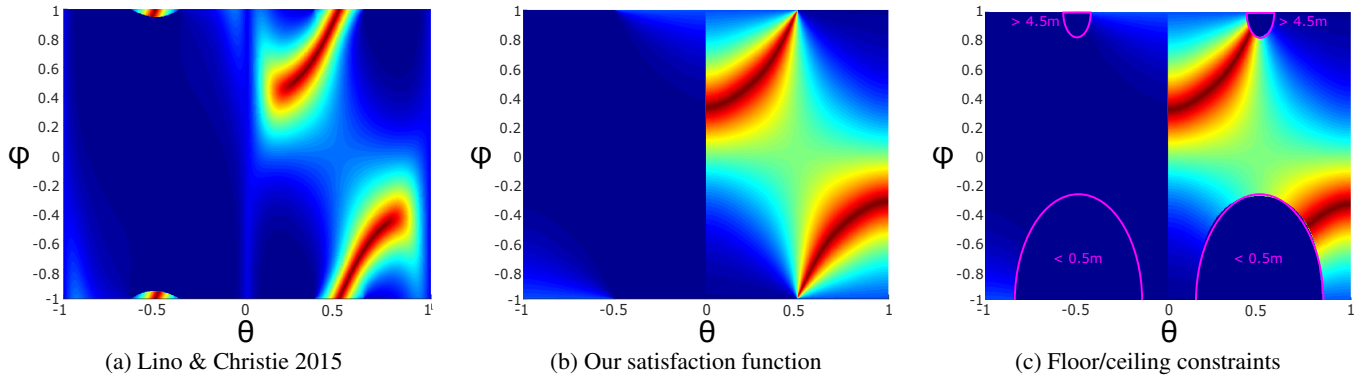 1
0.8
0.6
0.4
0.2
φ 0
-0.2
-0.4
-0.6
-0.8
-1
-1 -0.5 0 0.5 1
θ
(a) Lino & Christie 2015
1
0.8
0.6
0.4
0.2
φ 0
-0.2
-0.4
-0.6
-0.8
-1
-1 -0.5 0 0.5 1
θ
(b) Our satisfaction function
1
0.8
0.6
0.4
0.2
φ 0
-0.2
-0.4
-0.6
-0.8
-1
> 4.5m > 4.5m
< 0.5m < 0.5m
-1 -0.5 0 0.5 1
θ
(c) Floor/ceiling constraints